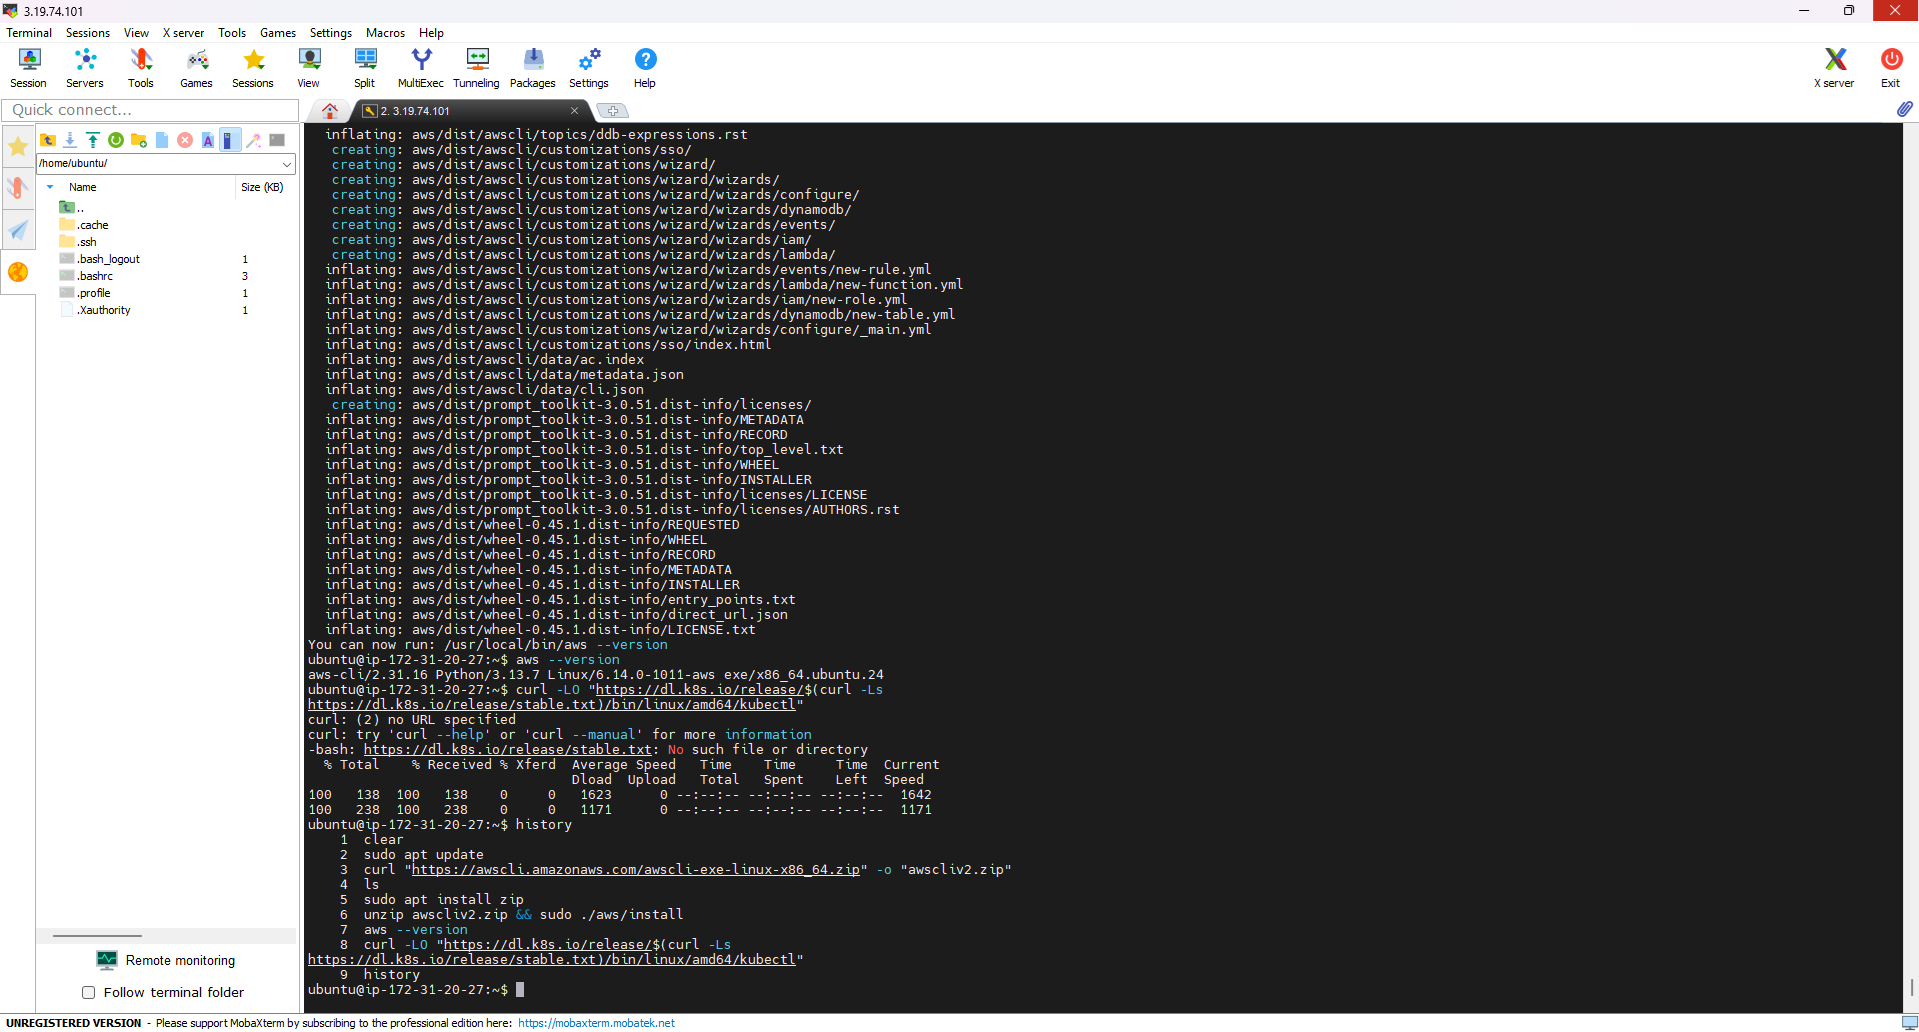 3.19.74.101
Terminal Sessions View X server Tools Games Settings Macros Help
Session Servers Tools Games Sessions View Split MultiExec Tunneling Packages Settings Help X server Exit
Quick connect...
2. 3.19.74.101
/home/ubuntu/
Name Size (KB)
..
.cache
.ssh
.bash_logout 1
.bashrc 3
.profile 1
.Xauthority 1
Remote monitoring
Follow terminal folder
inflating: aws/dist/awscli/topics/ddb-expressions.rst
creating: aws/dist/awscli/customizations/sso/
creating: aws/dist/awscli/customizations/wizard/
creating: aws/dist/awscli/customizations/wizard/wizards/
creating: aws/dist/awscli/customizations/wizard/wizards/configure/
creating: aws/dist/awscli/customizations/wizard/wizards/dynamodb/
creating: aws/dist/awscli/customizations/wizard/wizards/events/
creating: aws/dist/awscli/customizations/wizard/wizards/iam/
creating: aws/dist/awscli/customizations/wizard/wizards/lambda/
inflating: aws/dist/awscli/customizations/wizard/wizards/events/new-rule.yml
inflating: aws/dist/awscli/customizations/wizard/wizards/lambda/new-function.yml
inflating: aws/dist/awscli/customizations/wizard/wizards/iam/new-role.yml
inflating: aws/dist/awscli/customizations/wizard/wizards/dynamodb/new-table.yml
inflating: aws/dist/awscli/customizations/wizard/wizards/configure/_main.yml
inflating: aws/dist/awscli/customizations/sso/index.html
inflating: aws/dist/awscli/data/ac.index
inflating: aws/dist/awscli/data/metadata.json
inflating: aws/dist/awscli/data/cli.json
creating: aws/dist/prompt_toolkit-3.0.51.dist-info/licenses/
inflating: aws/dist/prompt_toolkit-3.0.51.dist-info/METADATA
inflating: aws/dist/prompt_toolkit-3.0.51.dist-info/RECORD
inflating: aws/dist/prompt_toolkit-3.0.51.dist-info/top_level.txt
inflating: aws/dist/prompt_toolkit-3.0.51.dist-info/WHEEL
inflating: aws/dist/prompt_toolkit-3.0.51.dist-info/INSTALLER
inflating: aws/dist/prompt_toolkit-3.0.51.dist-info/licenses/LICENSE
inflating: aws/dist/prompt_toolkit-3.0.51.dist-info/licenses/AUTHORS.rst
inflating: aws/dist/wheel-0.45.1.dist-info/REQUESTED
inflating: aws/dist/wheel-0.45.1.dist-info/WHEEL
inflating: aws/dist/wheel-0.45.1.dist-info/RECORD
inflating: aws/dist/wheel-0.45.1.dist-info/METADATA
inflating: aws/dist/wheel-0.45.1.dist-info/INSTALLER
inflating: aws/dist/wheel-0.45.1.dist-info/entry_points.txt
inflating: aws/dist/wheel-0.45.1.dist-info/direct_url.json
inflating: aws/dist/wheel-0.45.1.dist-info/LICENSE.txt
You can now run: /usr/local/bin/aws --version
ubuntu@ip-172-31-20-27:~$ aws --version
aws-cli/2.31.16 Python/3.13.7 Linux/6.14.0-1011-aws exe/x86_64.ubuntu.24
ubuntu@ip-172-31-20-27:~$ curl -LO "https://dl.k8s.io/release/$(curl -Ls
https://dl.k8s.io/release/stable.txt)/bin/linux/amd64/kubectl"
curl: (2) no URL specified
curl: try 'curl --help' or 'curl --manual' for more information
-bash: https://dl.k8s.io/release/stable.txt: No such file or directory
% Total % Received % Xferd Average Speed Time Time Time Current
Dload Upload Total Spent Left Speed
100 138 100 138 0 0 1623 0 --:--:-- --:--:-- --:--:-- 1642
100 238 100 238 0 0 1171 0 --:--:-- --:--:-- --:--:-- 1171
ubuntu@ip-172-31-20-27:~$ history
1 clear
2 sudo apt update
3 curl "https://awscli.amazonaws.com/awscli-exe-linux-x86_64.zip" -o "awscliv2.zip"
4 ls
5 sudo apt install zip
6 unzip awscliv2.zip && sudo ./aws/install
7 aws --version
8 curl -LO "https://dl.k8s.io/release/$(curl -Ls
https://dl.k8s.io/release/stable.txt)/bin/linux/amd64/kubectl"
9 history
ubuntu@ip-172-31-20-27:~$
UNREGISTERED VERSION - Please support MobaXterm by subscribing to the professional edition here: https://mobaxterm.mobatek.net